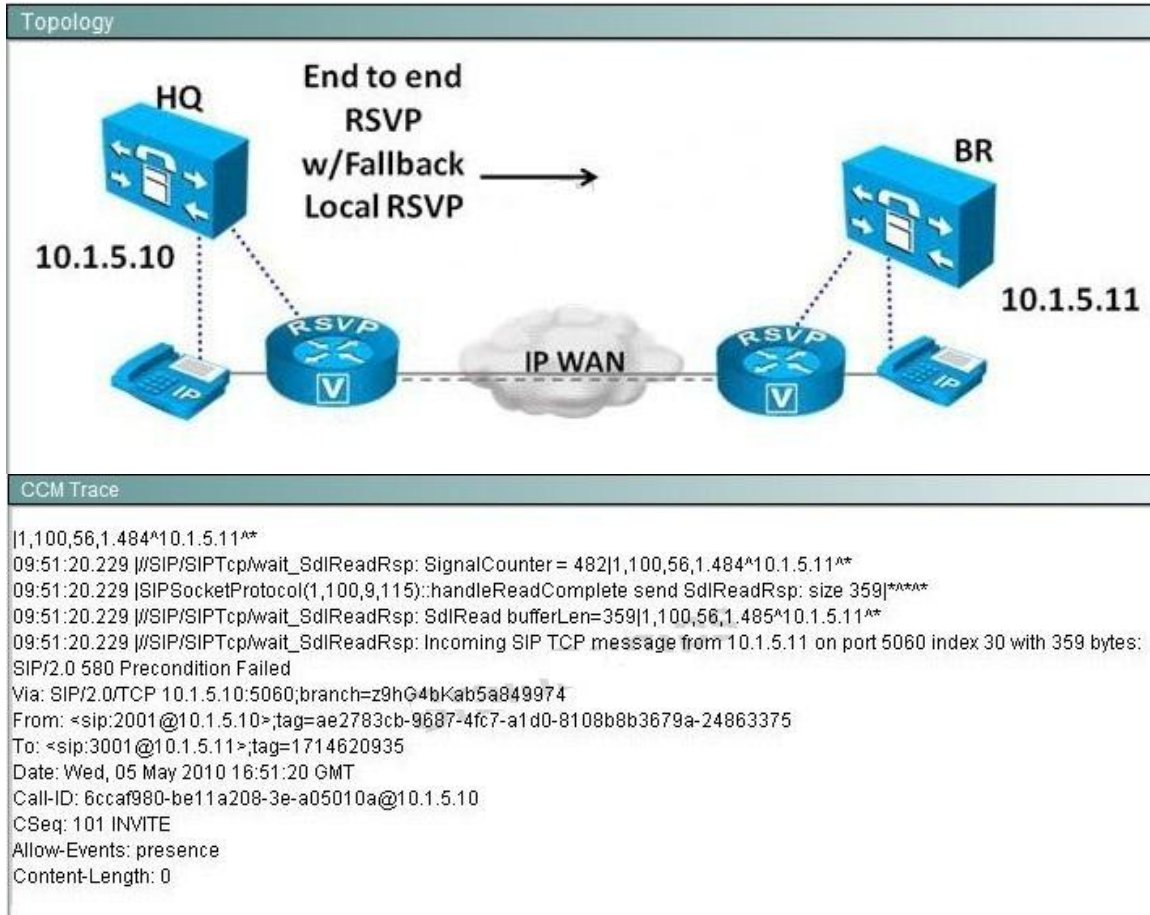 Topology
HQ
End to end
RSVP
w/Fallback
Local RSVP
BR
10.1.5.10
10.1.5.11
RSVP
V
IP
IP WAN
RSVP
V
IP
CCM Trace
|1,100,56,1.484^10.1.5.11^*
09:51:20.229 |//SIP/SIPTcp/wait_SdlReadRsp: SignalCounter = 482|1,100,56,1.484^10.1.5.11^*
09:51:20.229 |SIPSocketProtocol(1,100,9,115)::handleReadComplete send SdlReadRsp: size 359|*^*^*
09:51:20.229 |//SIP/SIPTcp/wait_SdlReadRsp: SdlRead bufferLen=359|1,100,56,1.485^10.1.5.11^*
09:51:20.229 |//SIP/SIPTcp/wait_SdlReadRsp: Incoming SIP TCP message from 10.1.5.11 on port 5060 index 30 with 359 bytes:
SIP/2.0 580 Precondition Failed
Via: SIP/2.0/TCP 10.1.5.10:5060;branch=z9hG4bKab5a849974
From: <sip:2001@10.1.5.10>;tag=ae2783cb-9687-4fc7-a1d0-8108b8b3679a-24863375
To: <sip:3001@10.1.5.11>;tag=1714620935
Date: Wed, 05 May 2010 16:51:20 GMT
Call-ID: 6ccaf980-be11a208-3e-a05010a@10.1.5.10
CSeq: 101 INVITE
Allow-Events: presence
Content-Length: 0